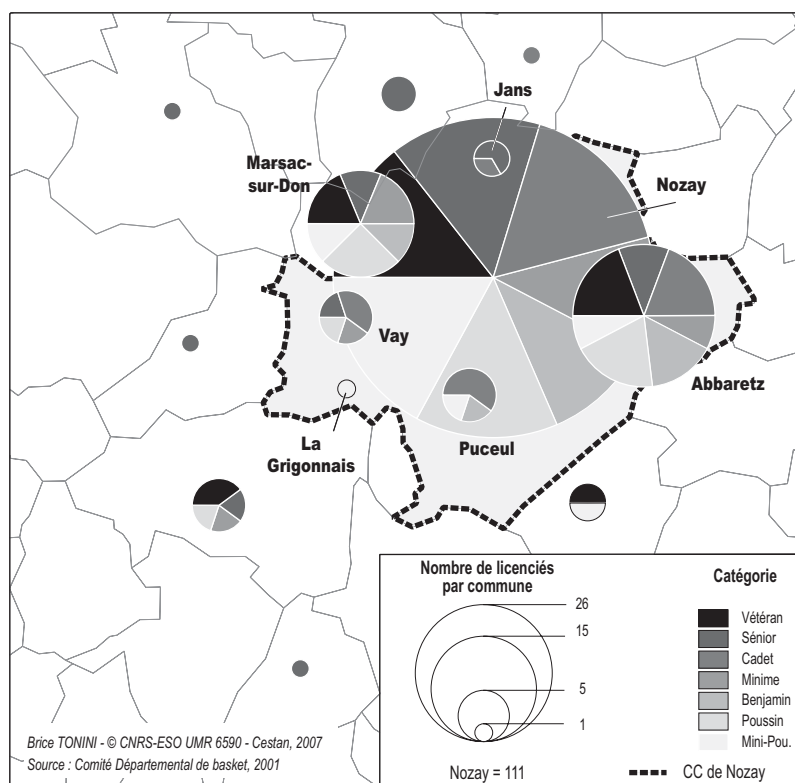 Jans
Marsac-
sur-Don
Nozay
Vay
Abbaretz
La
Grigonnais
Puceul
Nombre de licenciés
par commune
26
15
5
1
Nozay = 111
Catégorie
Vétéran
Sénior
Cadet
Minime
Benjamin
Poussin
Mini-Pou.
CC de Nozay
Brice TONINI - © CNRS-ESO UMR 6590 - Cestan, 2007
Source : Comité Départemental de basket, 2001